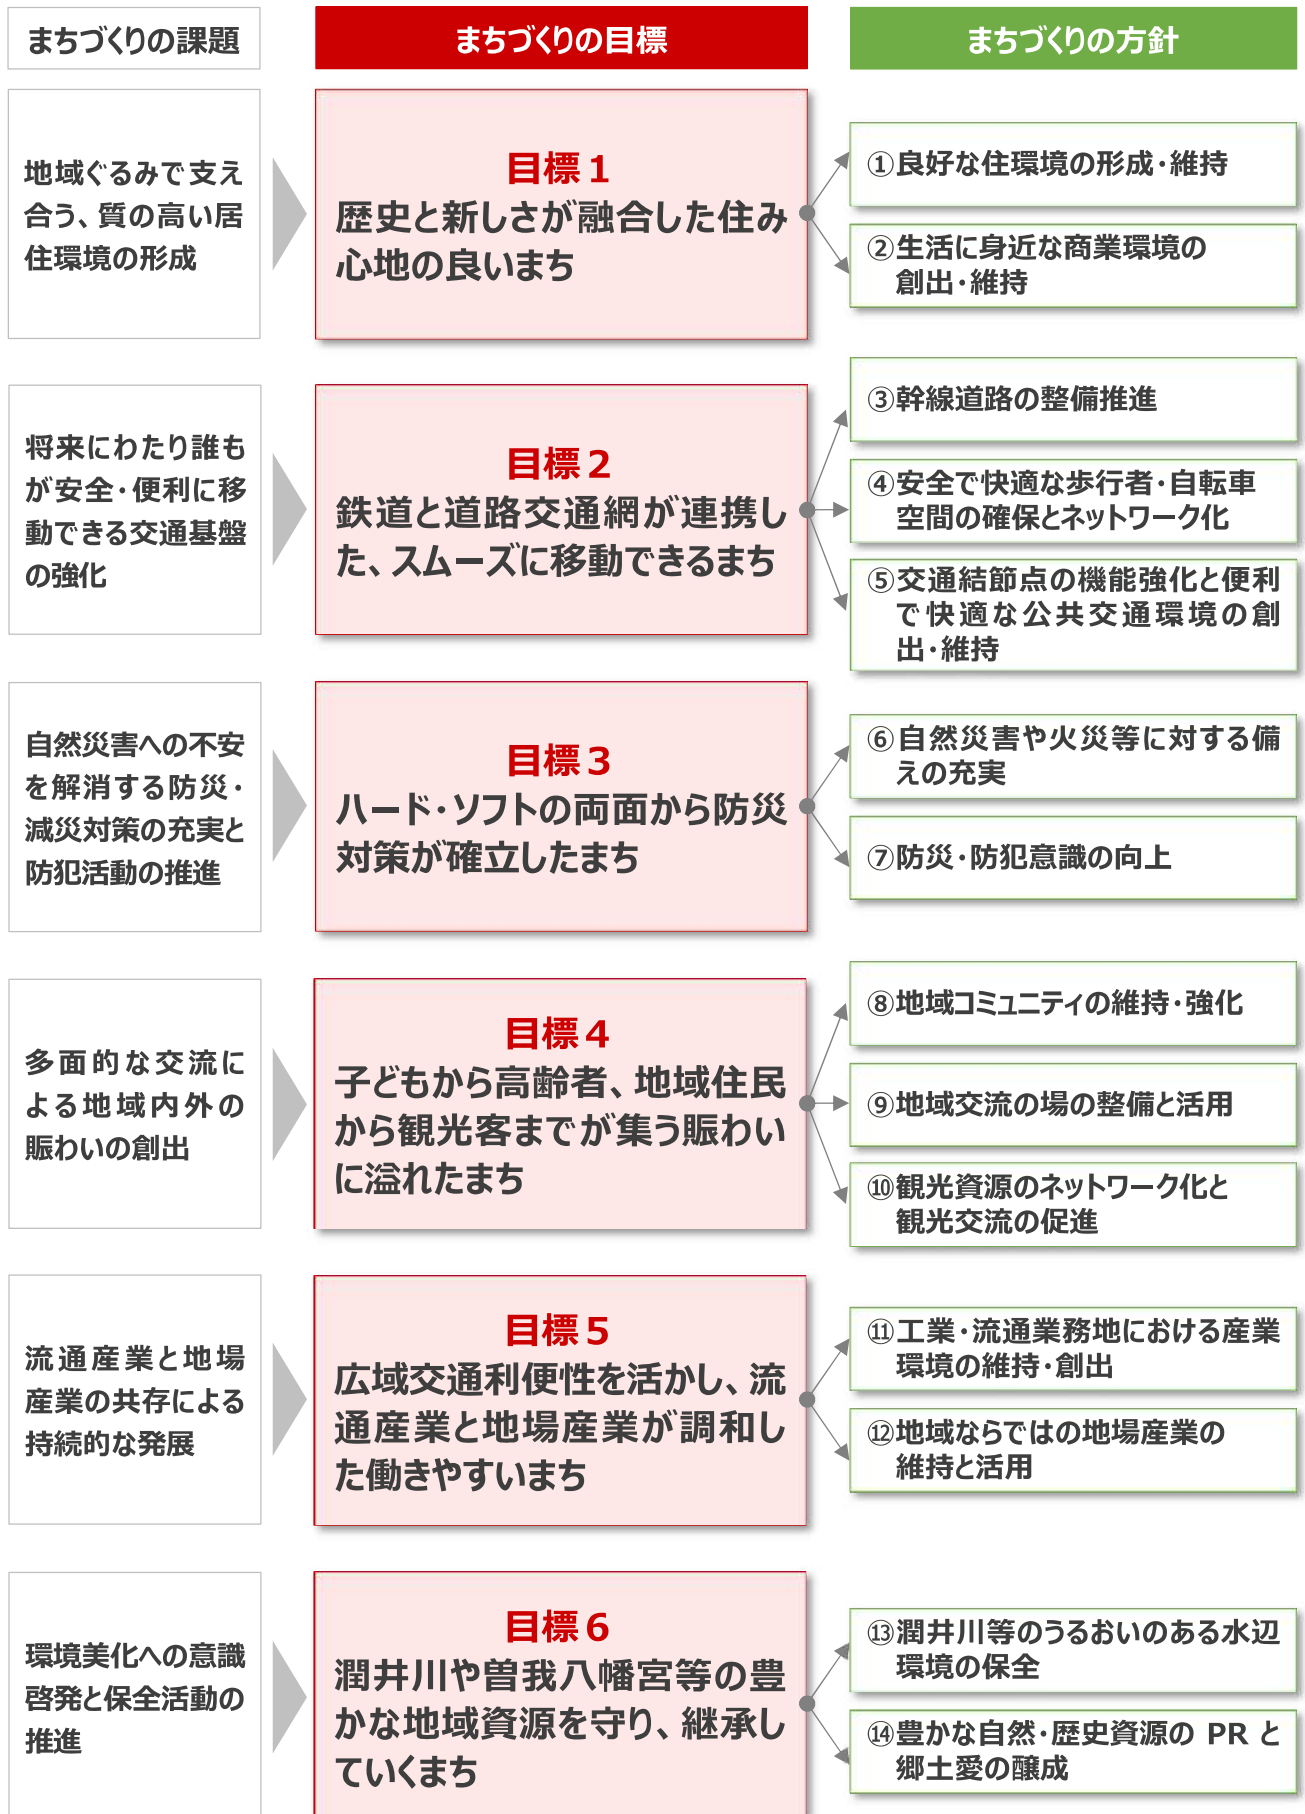 まちづくりの課題
まちづくりの目標
まちづくりの方針
地域ぐるみで支え
合う、質の高い居
住環境の形成
目標1
歴史と新しさが融合した住み
心地の良いまち
①良好な住環境の形成・維持
②生活に身近な商業環境の
創出・維持
将来にわたり誰も
が安全・便利に移
動できる交通基盤
の強化
目標2
鉄道と道路交通網が連携し
た、スムーズに移動できるまち
③幹線道路の整備推進
④安全で快適な歩行者・自転車
空間の確保とネットワーク化
⑤交通結節点の機能強化と便利
で快適な公共交通環境の創
出・維持
自然災害への不安
を解消する防災・
減災対策の充実と
防犯活動の推進
目標3
ハード・ソフトの両面から防災
対策が確立したまち
⑥自然災害や火災等に対する備
えの充実
⑦防災・防犯意識の向上
多面的な交流に
よる地域内外の
賑わいの創出
目標4
子どもから高齢者、地域住民
から観光客までが集う賑わい
に溢れたまち
⑧地域コミュニティの維持・強化
⑨地域交流の場の整備と活用
⑩観光資源のネットワーク化と
観光交流の促進
流通産業と地場
産業の共存による
持続的な発展
目標5
広域交通利便性を活かし、流
通産業と地場産業が調和し
た働きやすいまち
⑪工業・流通業務地における産業
環境の維持・創出
⑫地域ならではの地場産業の
維持と活用
環境美化への意識
啓発と保全活動の
推進
目標6
潤井川や曽我八幡宮等の豊
かな地域資源を守り、継承し
ていくまち
⑬潤井川等のうるおいのある水辺
環境の保全
⑭豊かな自然・歴史資源の PR と
郷土愛の醸成